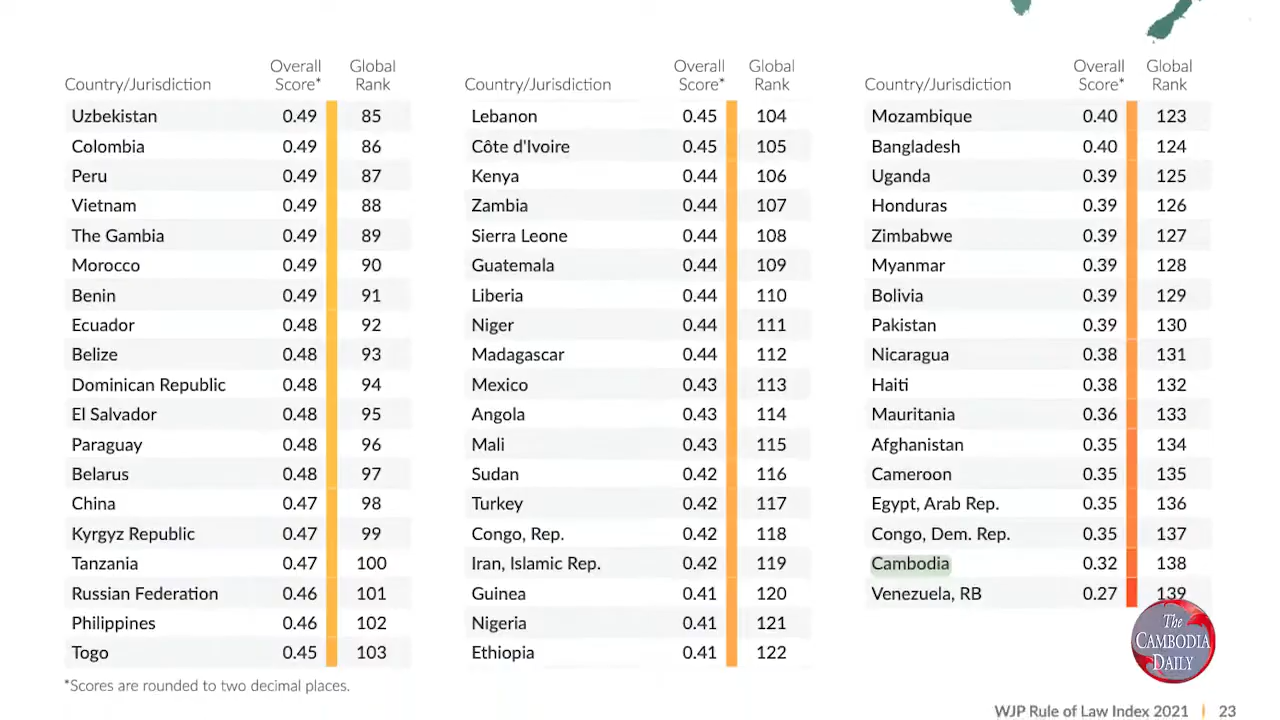 Country/Jurisdiction Overall Score* Global Rank
Uzbekistan 0.49 85
Colombia 0.49 86
Peru 0.49 87
Vietnam 0.49 88
The Gambia 0.49 89
Morocco 0.49 90
Benin 0.49 91
Ecuador 0.48 92
Belize 0.48 93
Dominican Republic 0.48 94
El Salvador 0.48 95
Paraguay 0.48 96
Belarus 0.48 97
China 0.47 98
Kyrgyz Republic 0.47 99
Tanzania 0.47 100
Russian Federation 0.46 101
Philippines 0.46 102
Togo 0.45 103
Country/Jurisdiction Overall Score* Global Rank
Lebanon 0.45 104
Côte d'Ivoire 0.45 105
Kenya 0.44 106
Zambia 0.44 107
Sierra Leone 0.44 108
Guatemala 0.44 109
Liberia 0.44 110
Niger 0.44 111
Madagascar 0.44 112
Mexico 0.43 113
Angola 0.43 114
Mali 0.43 115
Sudan 0.42 116
Turkey 0.42 117
Congo, Rep. 0.42 118
Iran, Islamic Rep. 0.42 119
Guinea 0.41 120
Nigeria 0.41 121
Ethiopia 0.41 122
Country/Jurisdiction Overall Score* Global Rank
Mozambique 0.40 123
Bangladesh 0.40 124
Uganda 0.39 125
Honduras 0.39 126
Zimbabwe 0.39 127
Myanmar 0.39 128
Bolivia 0.39 129
Pakistan 0.39 130
Nicaragua 0.38 131
Haiti 0.38 132
Mauritania 0.36 133
Afghanistan 0.35 134
Cameroon 0.35 135
Egypt, Arab Rep. 0.35 136
Congo, Dem. Rep. 0.35 137
Cambodia 0.32 138
Venezuela, RB 0.27 139
The
CAMBODIA
DAILY
*Scores are rounded to two decimal places.
WJP Rule of Law Index 2021 | 23